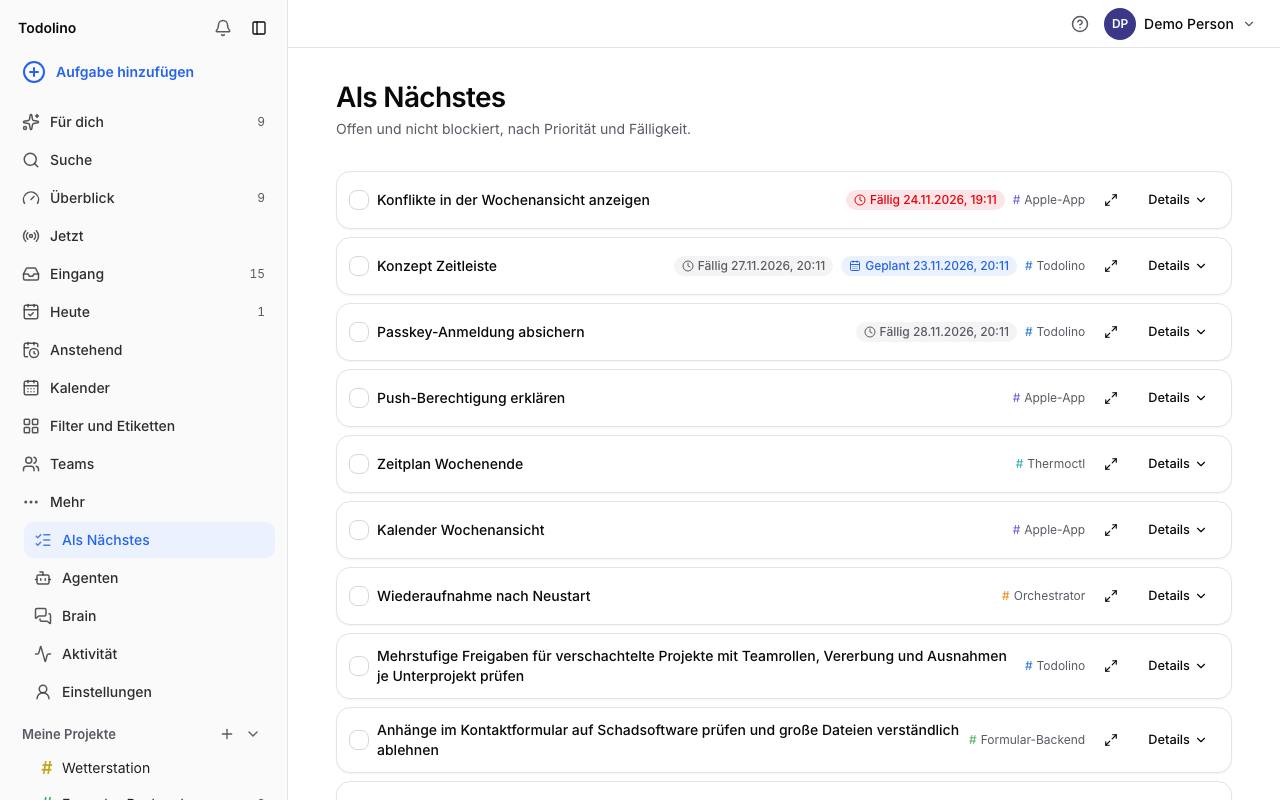 Todolino
Aufgabe hinzufügen
Für dich 9
Suche
Überblick 9
Jetzt
Eingang 15
Heute 1
Anstehend
Kalender
Filter und Etiketten
Teams
Mehr
Als Nächstes
Agenten
Brain
Aktivität
Einstellungen
Meine Projekte
# Wetterstation
DP Demo Person
Als Nächstes
Offen und nicht blockiert, nach Priorität und Fälligkeit.
Konflikte in der Wochenansicht anzeigen Fällig 24.11.2026, 19:11 # Apple-App Details
Konzept Zeitleiste Fällig 27.11.2026, 20:11 Geplant 23.11.2026, 20:11 # Todolino Details
Passkey-Anmeldung absichern Fällig 28.11.2026, 20:11 # Todolino Details
Push-Berechtigung erklären # Apple-App Details
Zeitplan Wochenende # Thermoctl Details
Kalender Wochenansicht # Apple-App Details
Wiederaufnahme nach Neustart # Orchestrator Details
Mehrstufige Freigaben für verschachtelte Projekte mit Teamrollen, Vererbung und Ausnahmen
je Unterprojekt prüfen # Todolino Details
Anhänge im Kontaktformular auf Schadsoftware prüfen und große Dateien verständlich
ablehnen # Formular-Backend Details